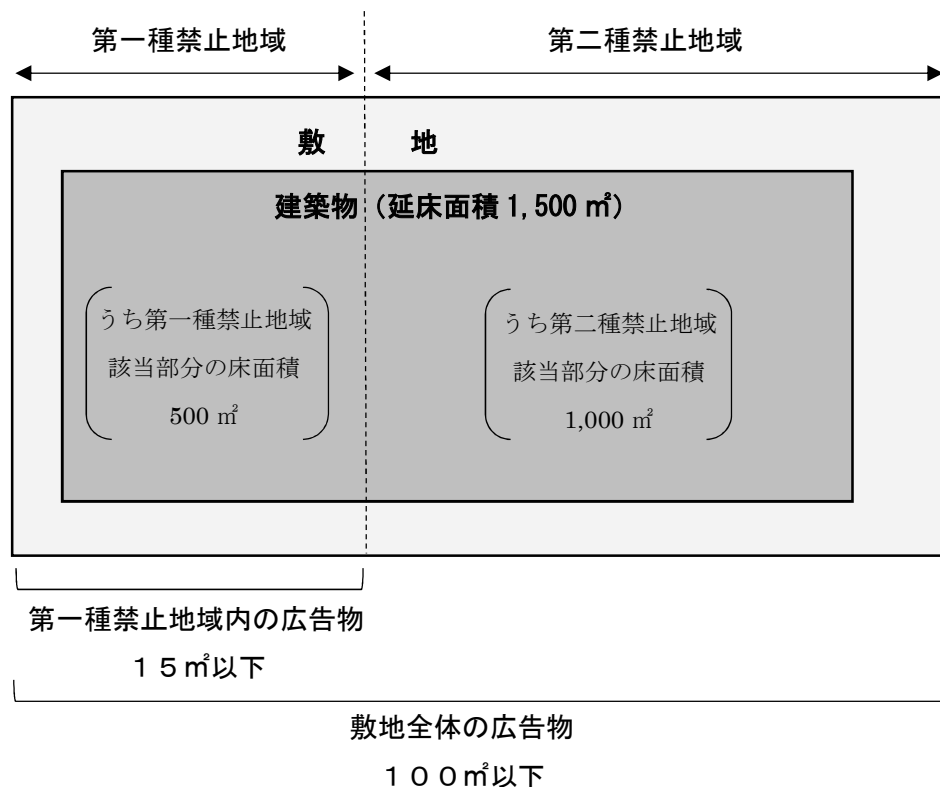 第一種禁止地域
第二種禁止地域
敷 地
建築物（延床面積 1,500 ㎡）
うち第一種禁止地域
該当部分の床面積
500 ㎡
うち第二種禁止地域
該当部分の床面積
1,000 ㎡
第一種禁止地域内の広告物
１５㎡以下
敷地全体の広告物
１００㎡以下